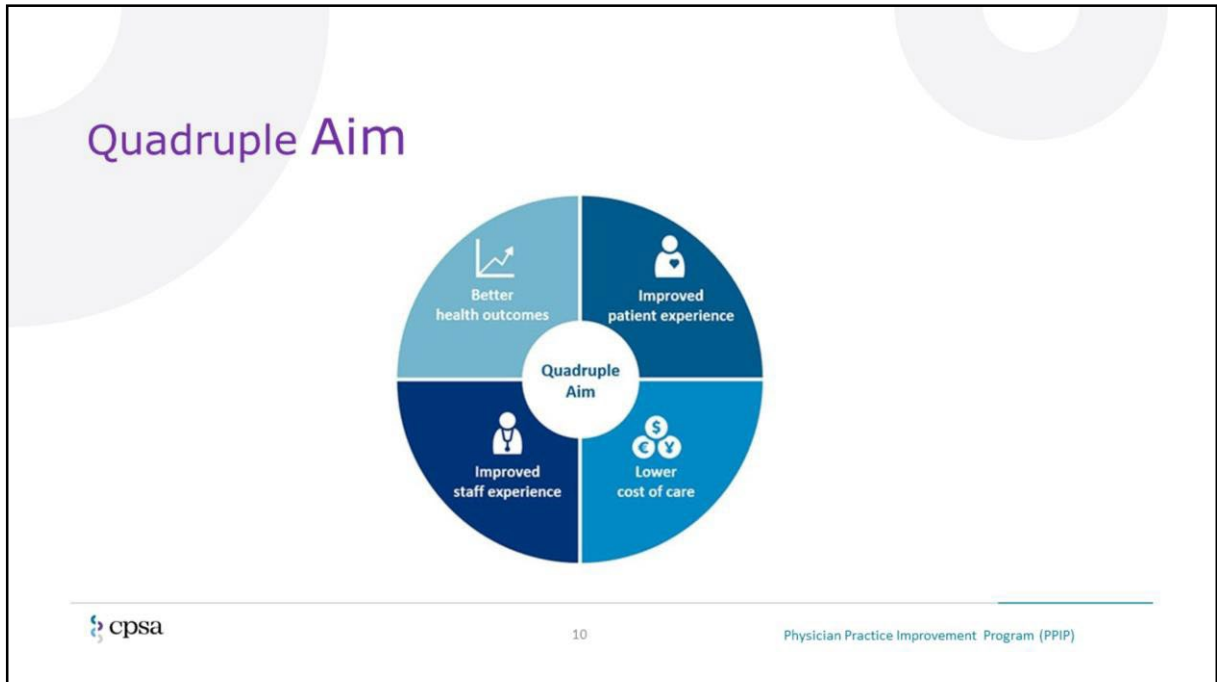 Quadruple Aim
Better
health outcomes
Improved
patient experience
Quadruple
Aim
Improved
staff experience
$
€ ¥
Lower
cost of care
cpsa
10
Physician Practice Improvement Program (PPIP)